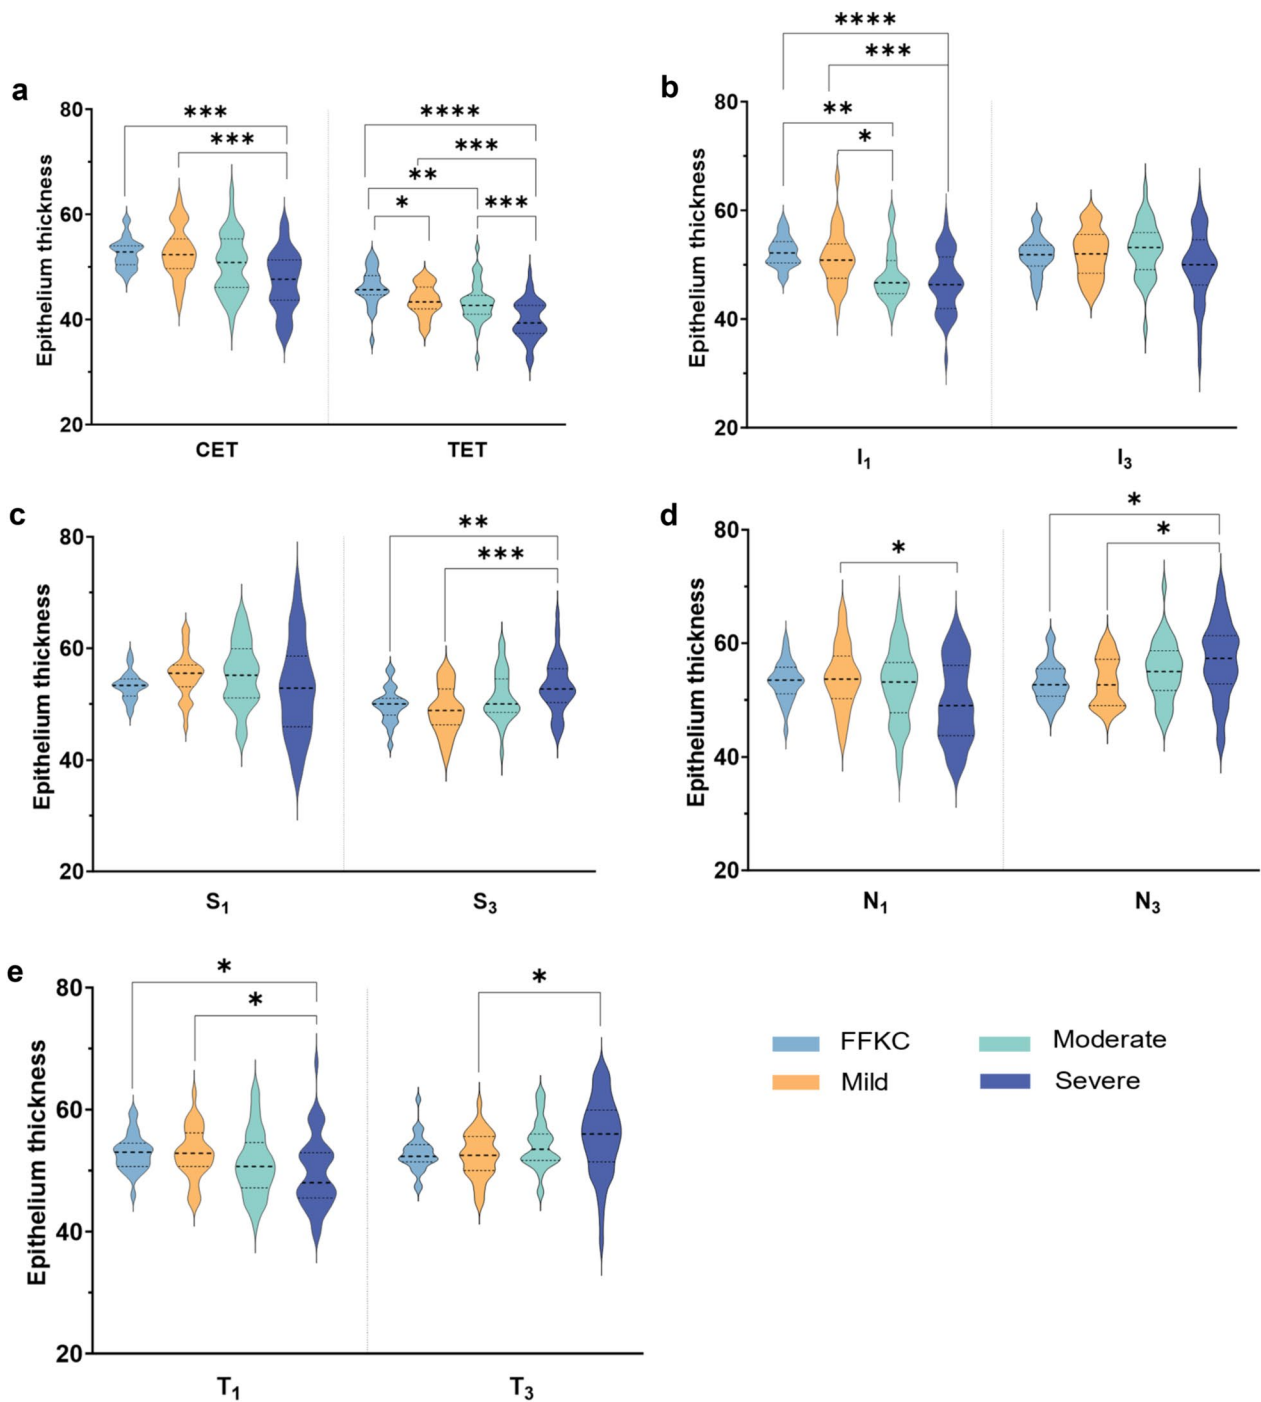 a
Epithelium thickness
80
60
40
20
***
***
****
***
**
*
***
CET
TET
b
Epithelium thickness
80
60
40
20
****
***
**
*
I1
I3
c
Epithelium thickness
80
60
40
20
**
***
S1
S3
d
Epithelium thickness
80
60
40
20
*
*
*
N1
N3
e
Epithelium thickness
80
60
40
20
*
*
*
T1
T3
FFKC
Moderate
Mild
Severe